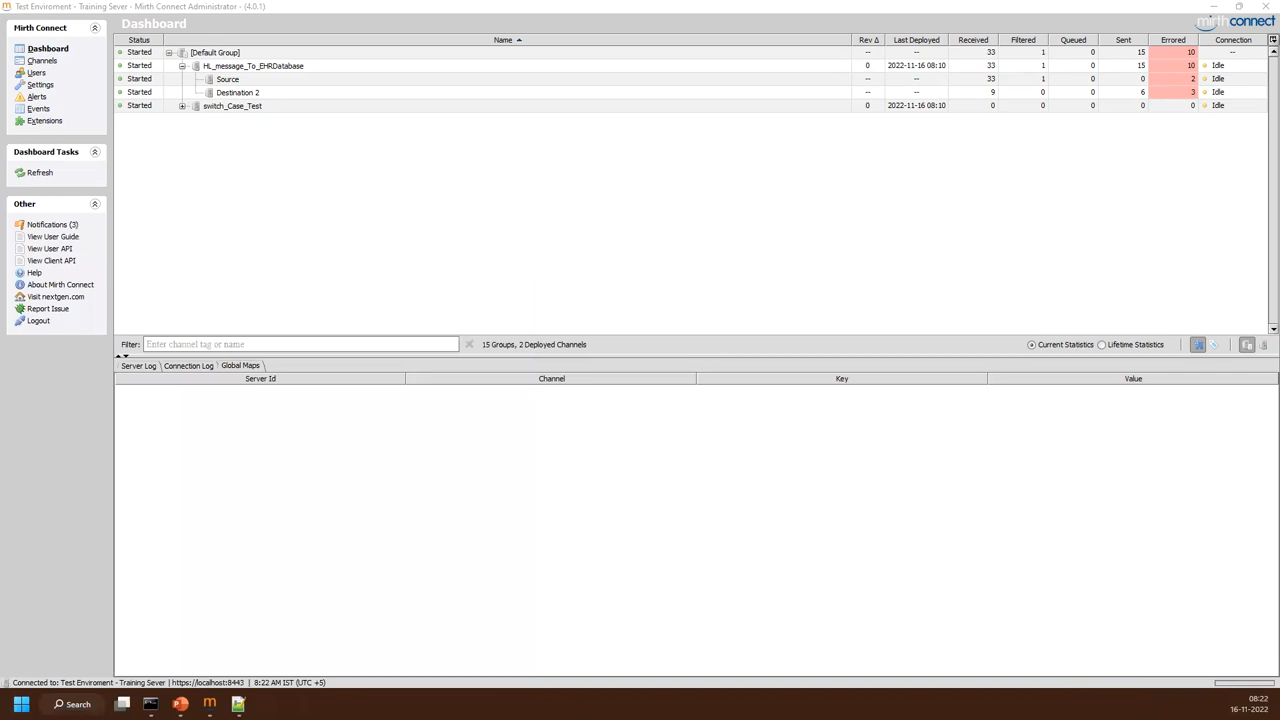 Test Enviroment - Training Sever - Mirth Connect Administrator - (4.0.1)
Mirth Connect
Dashboard
Channels
Users
Settings
Alerts
Events
Extensions
Dashboard Tasks
Refresh
Other
Notifications (3)
View User Guide
View User API
View Client API
Help
About Mirth Connect
Visit nextgen.com
Report Issue
Logout
Dashboard
mirth connect
Status Name Rev Δ Last Deployed Received Filtered Queued Sent Errored Connection
Started [Default Group] -- -- 33 1 0 15 10 --
Started HL_message_To_EHRDatabase 0 2022-11-16 08:10 33 1 0 15 10 Idle
Started Source -- -- 33 1 0 0 2 Idle
Started Destination 2 -- -- 9 0 0 6 3 Idle
Started switch_Case_Test 0 2022-11-16 08:10 0 0 0 0 0 Idle
Filter: Enter channel tag or name 15 Groups, 2 Deployed Channels Current Statistics Lifetime Statistics
Server Log Connection Log Global Maps
Server Id Channel Key Value
Connected to: Test Enviroment - Training Sever | https://localhost:8443 | 8:22 AM IST (UTC +5)
Search
08:22
16-11-2022